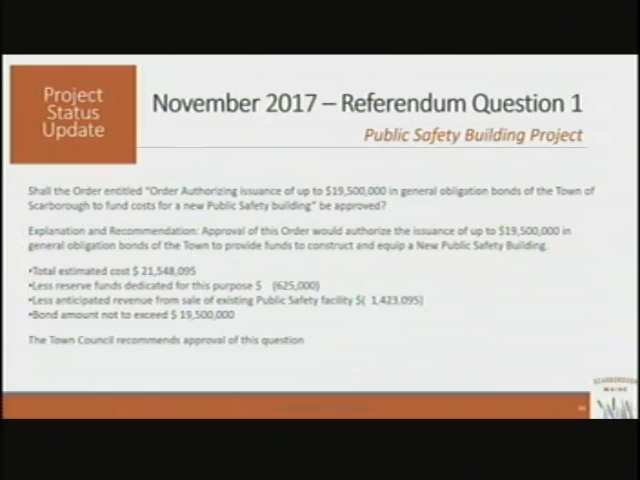 Project
Status
Update
November 2017 – Referendum Question 1
Public Safety Building Project
Shall the Order entitled "Order Authorizing issuance of up to $19,500,000 in general obligation bonds of the Town of
Scarborough to fund costs for a new Public Safety building" be approved?
Explanation and Recommendation: Approval of this Order would authorize the issuance of up to $19,500,000 in
general obligation bonds of the Town to provide funds to construct and equip a New Public Safety Building.
•Total estimated cost $ 21,548,095
•Less reserve funds dedicated for this purpose $ (625,000)
•Less anticipated revenue from sale of existing Public Safety facility $( 1,423,095)
•Bond amount not to exceed $ 19,500,000
The Town Council recommends approval of this question
SCARBOROUGH
MAINE